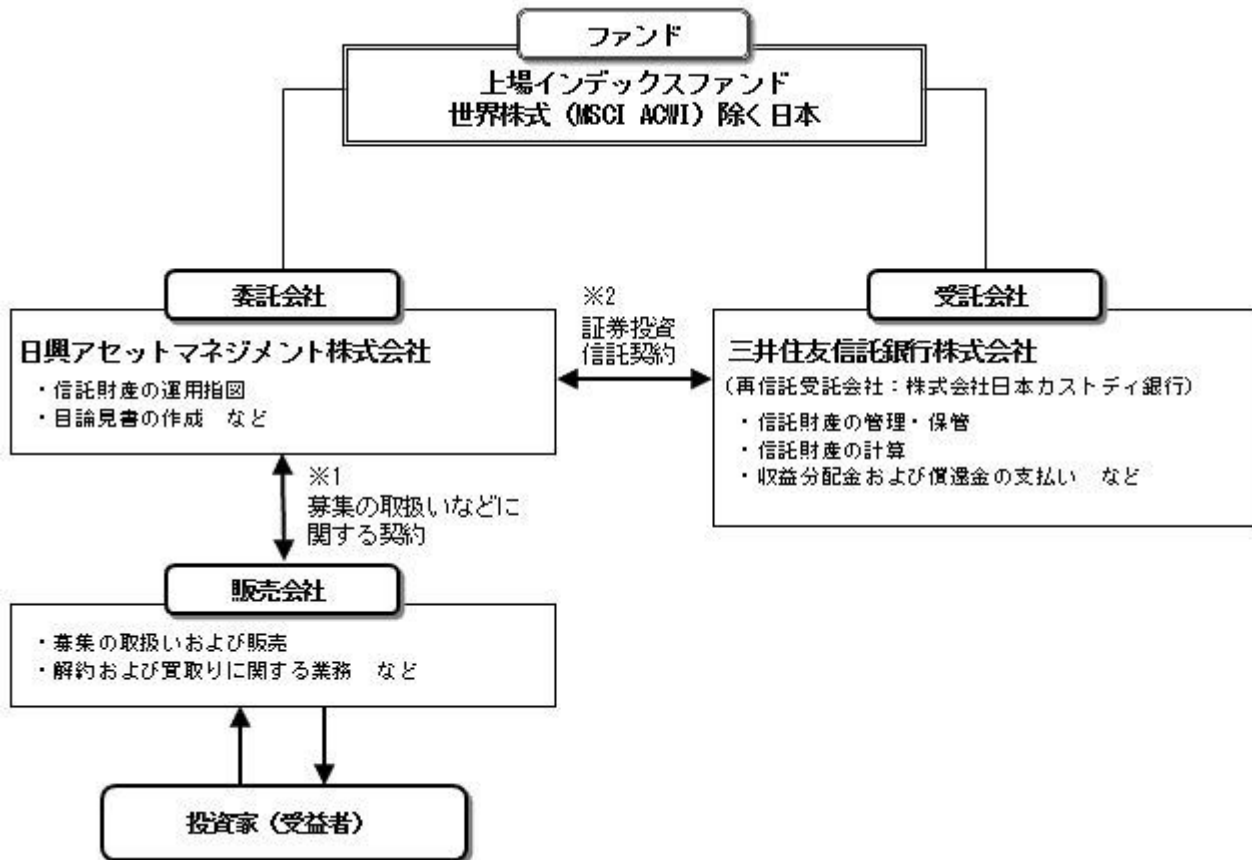 ファンド
上場インデックスファンド
世界株式（MSCI ACWI）除く日本
委託会社
日興アセットマネジメント株式会社
・信託財産の運用指図
・目論見書の作成　など
※2
証券投資
信託契約
受託会社
三井住友信託銀行株式会社
（再信託受託会社：株式会社日本カストディ銀行）
・信託財産の管理・保管
・信託財産の計算
・収益分配金および償還金の支払い　など
※1
募集の取扱いなどに
関する契約
販売会社
・募集の取扱いおよび販売
・解約および買取りに関する業務　など
投資家（受益者）